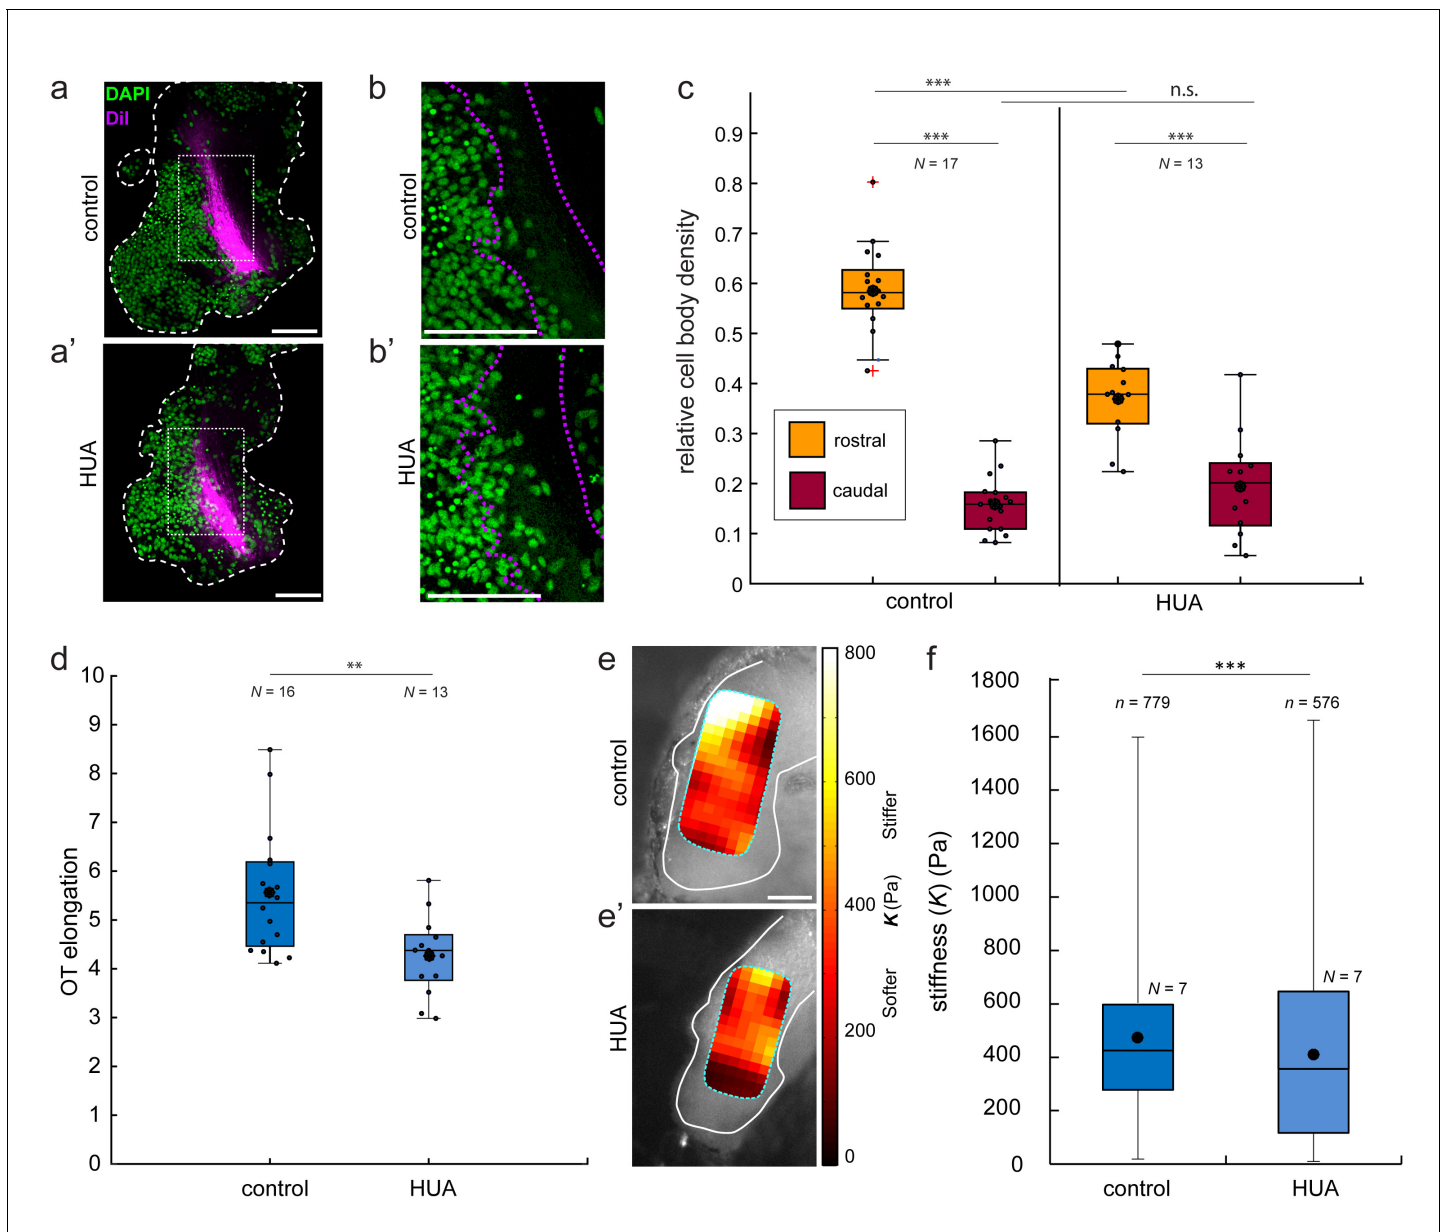 a
DAPI
DiI
control
a’
HUA
b
control
b’
HUA
c
***
n.s.
***
N = 17
***
N = 13
relative cell body density
0.9
0.8
0.7
0.6
0.5
0.4
0.3
0.2
0.1
0
rostral
caudal
control
HUA
d
**
N = 16
N = 13
OT elongation
10
9
8
7
6
5
4
3
2
1
0
control
HUA
e
control
e’
HUA
800
600
400
200
0
Softer
K (Pa)
Stiffer
f
***
n = 779
n = 576
stiffness (K) (Pa)
1800
1600
1400
1200
1000
800
600
400
200
0
N = 7
N = 7
control
HUA